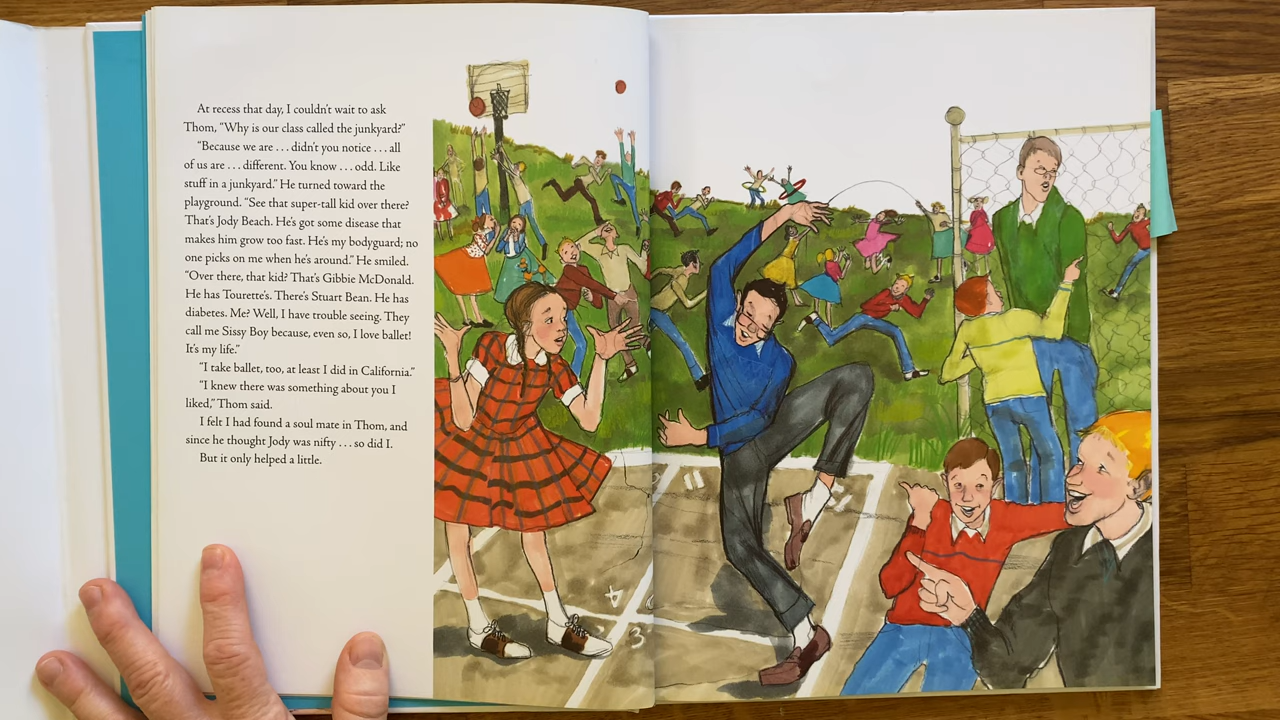 At recess that day, I couldn't wait to ask
Thom, "Why is our class called the junkyard?"
"Because we are . . . didn't you notice . . . all
of us are . . . different. You know . . . odd. Like
stuff in a junkyard." He turned toward the
playground. "See that super-tall kid over there?
That's Jody Beach. He's got some disease that
makes him grow too fast. He's my bodyguard; no
one picks on me when he's around." He smiled.
"Over there, that kid? That's Gibbie McDonald.
He has Tourette's. There's Stuart Bean. He has
diabetes. Me? Well, I have trouble seeing. They
call me Sissy Boy because, even so, I love ballet!
It's my life."
"I take ballet, too, at least I did in California."
"I knew there was something about you I
liked," Thom said.
I felt I had found a soul mate in Thom, and
since he thought Jody was nifty . . . so did I.
But it only helped a little.
11
4
3